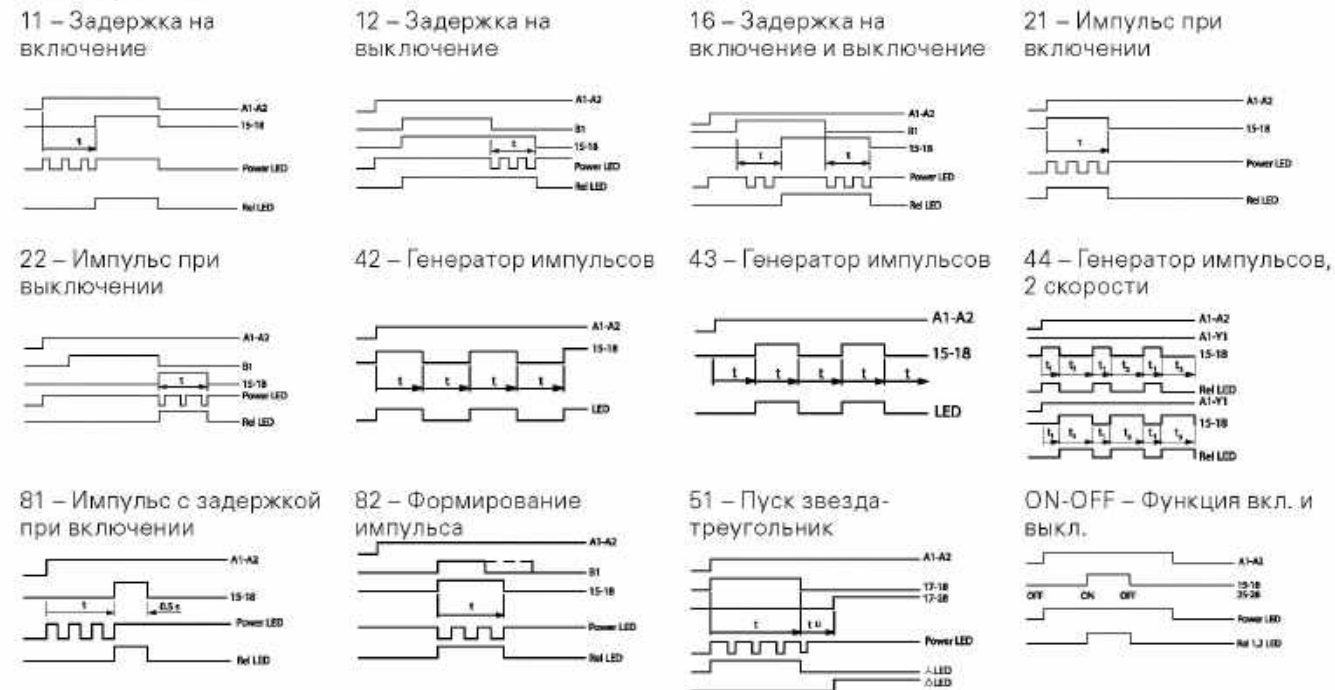 11 – Задержка на
включение
A1-A2
15-18
t
Power LED
Rel LED
12 – Задержка на
выключение
A1-A2
B1
t
15-18
Power LED
Rel LED
16 – Задержка на
включение и выключение
A1-A2
B1
15-18
t t
Power LED
Rel LED
21 – Импульс при
включении
A1-A2
15-18
T
Power LED
Rel LED
22 – Импульс при
выключении
A1-A2
B1
t
15-18
Power LED
Rel LED
42 – Генератор импульсов
A1-A2
15-18
t t t t
LED
43 – Генератор импульсов
A1-A2
15-18
t t t t t
LED
44 – Генератор импульсов,
2 скорости
A1-A2
A1-Y1
15-18
Rel LED
A1-Y1
15-18
Rel LED
81 – Импульс с задержкой
при включении
A1-A2
15-18
t 0.5 s
Power LED
Rel LED
82 – Формирование
импульса
A1-A2
B1
15-18
t
Power LED
Rel LED
51 – Пуск звезда-
треугольник
A1-A2
17-18
17-28
t t u
Power LED
⅄ LED
△ LED
ON-OFF – Функция вкл. и
выкл.
A1-A2
15-18
25-28
OFF ON OFF
Power LED
Rel 1,2 LED